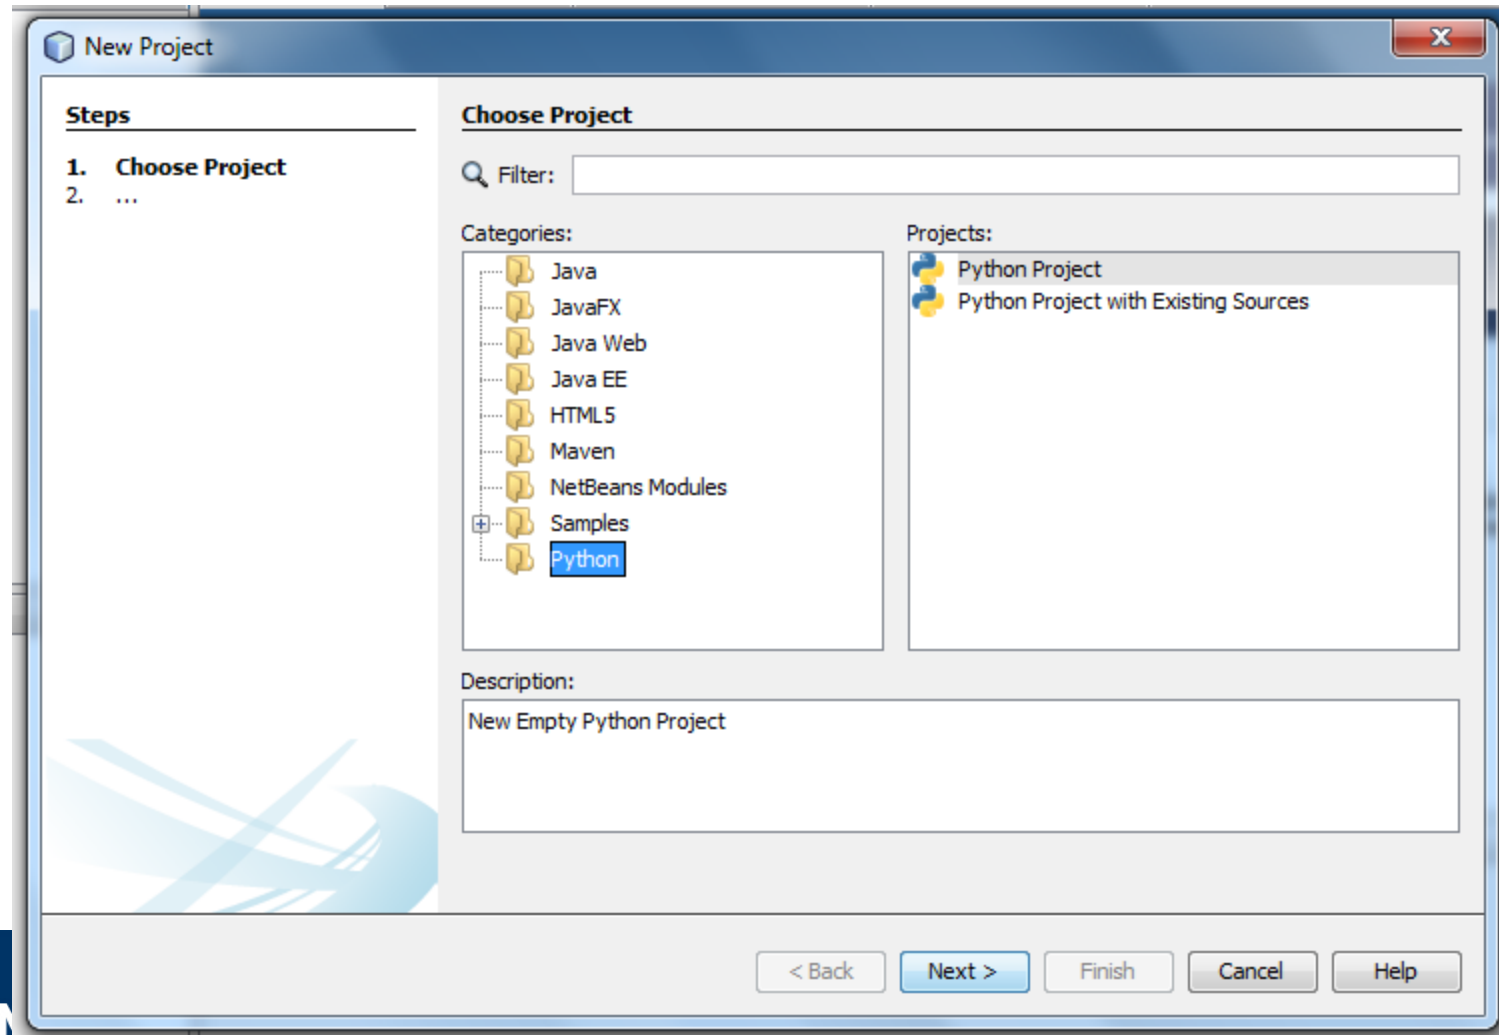 New Project
Steps
1. Choose Project
2. ...
Choose Project
Filter:
Categories:
Java
JavaFX
Java Web
Java EE
HTML5
Maven
NetBeans Modules
Samples
Python
Projects:
Python Project
Python Project with Existing Sources
Description:
New Empty Python Project
< Back
Next >
Finish
Cancel
Help